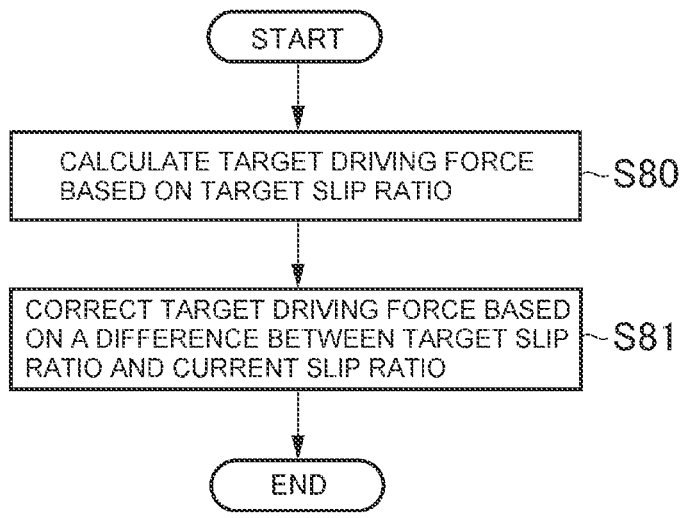 START
CALCULATE TARGET DRIVING FORCE
BASED ON TARGET SLIP RATIO
S80
CORRECT TARGET DRIVING FORCE BASED
ON A DIFFERENCE BETWEEN TARGET SLIP
RATIO AND CURRENT SLIP RATIO
S81
END